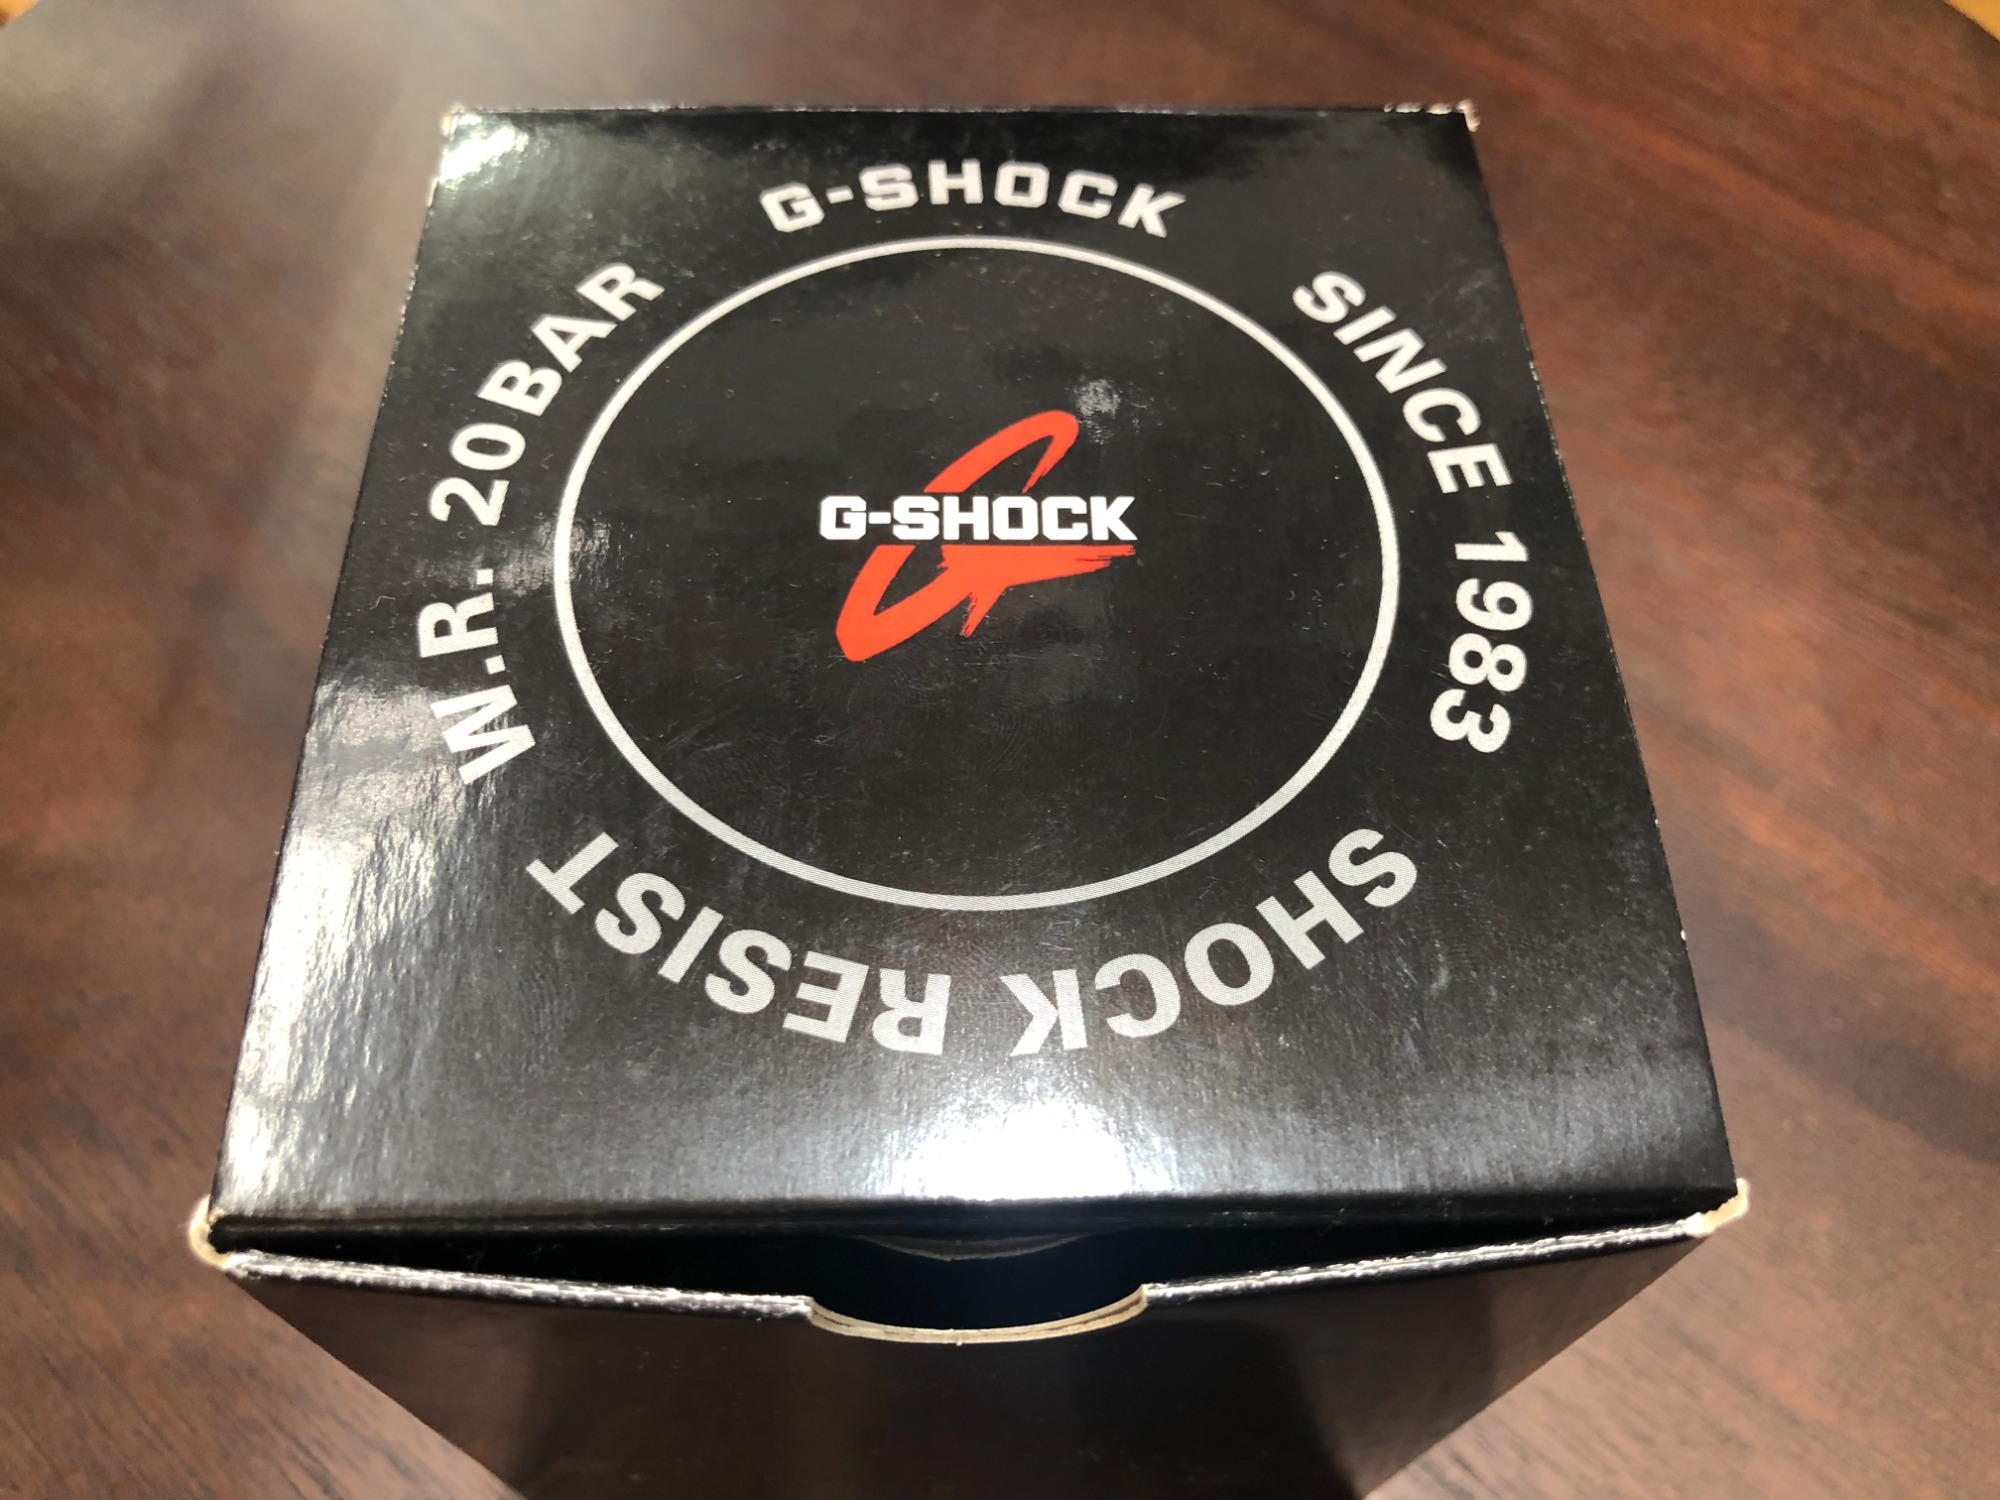 G-SHOCK
SINCE 1983
SHOCK RESIST
W.R. 20BAR
G-SHOCK